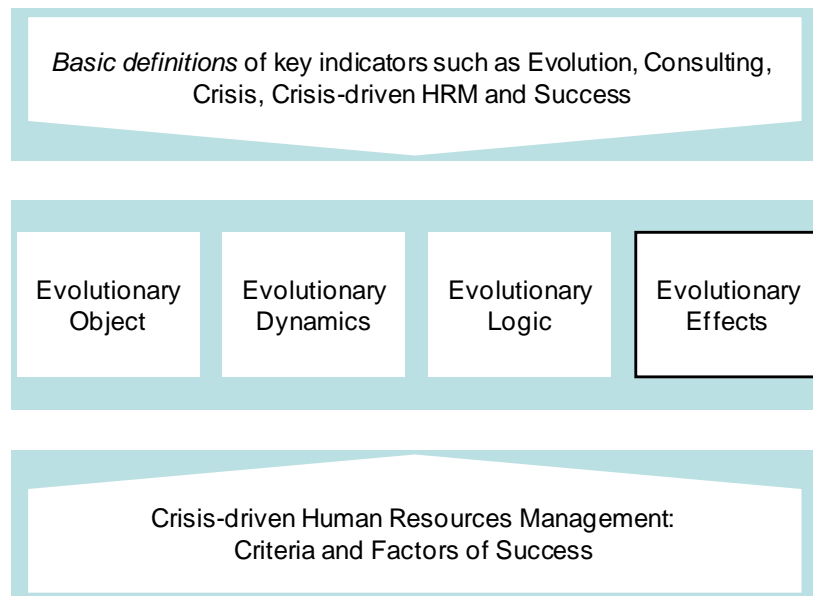 Basic definitions of key indicators such as Evolution, Consulting,
Crisis, Crisis-driven HRM and Success
Evolutionary
Object
Evolutionary
Dynamics
Evolutionary
Logic
Evolutionary
Effects
Crisis-driven Human Resources Management:
Criteria and Factors of Success